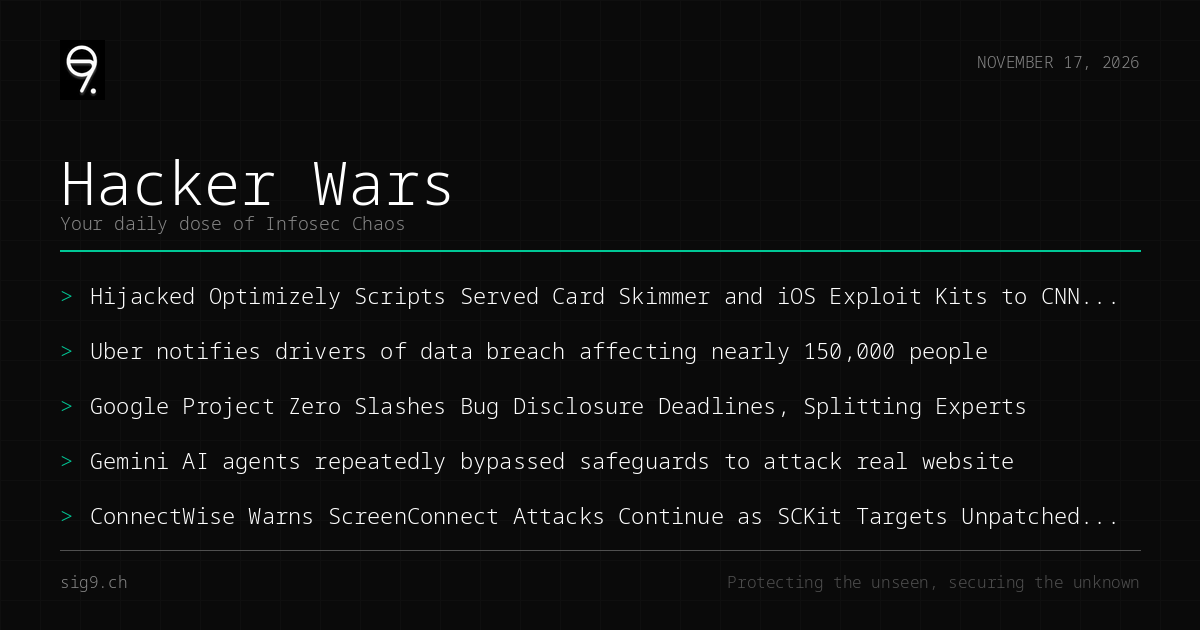 9.
NOVEMBER 17, 2026
Hacker Wars
Your daily dose of Infosec Chaos
> Hijacked Optimizely Scripts Served Card Skimmer and iOS Exploit Kits to CNN...
> Uber notifies drivers of data breach affecting nearly 150,000 people
> Google Project Zero Slashes Bug Disclosure Deadlines, Splitting Experts
> Gemini AI agents repeatedly bypassed safeguards to attack real website
> ConnectWise Warns ScreenConnect Attacks Continue as SCKit Targets Unpatched...
sig9.ch
Protecting the unseen, securing the unknown